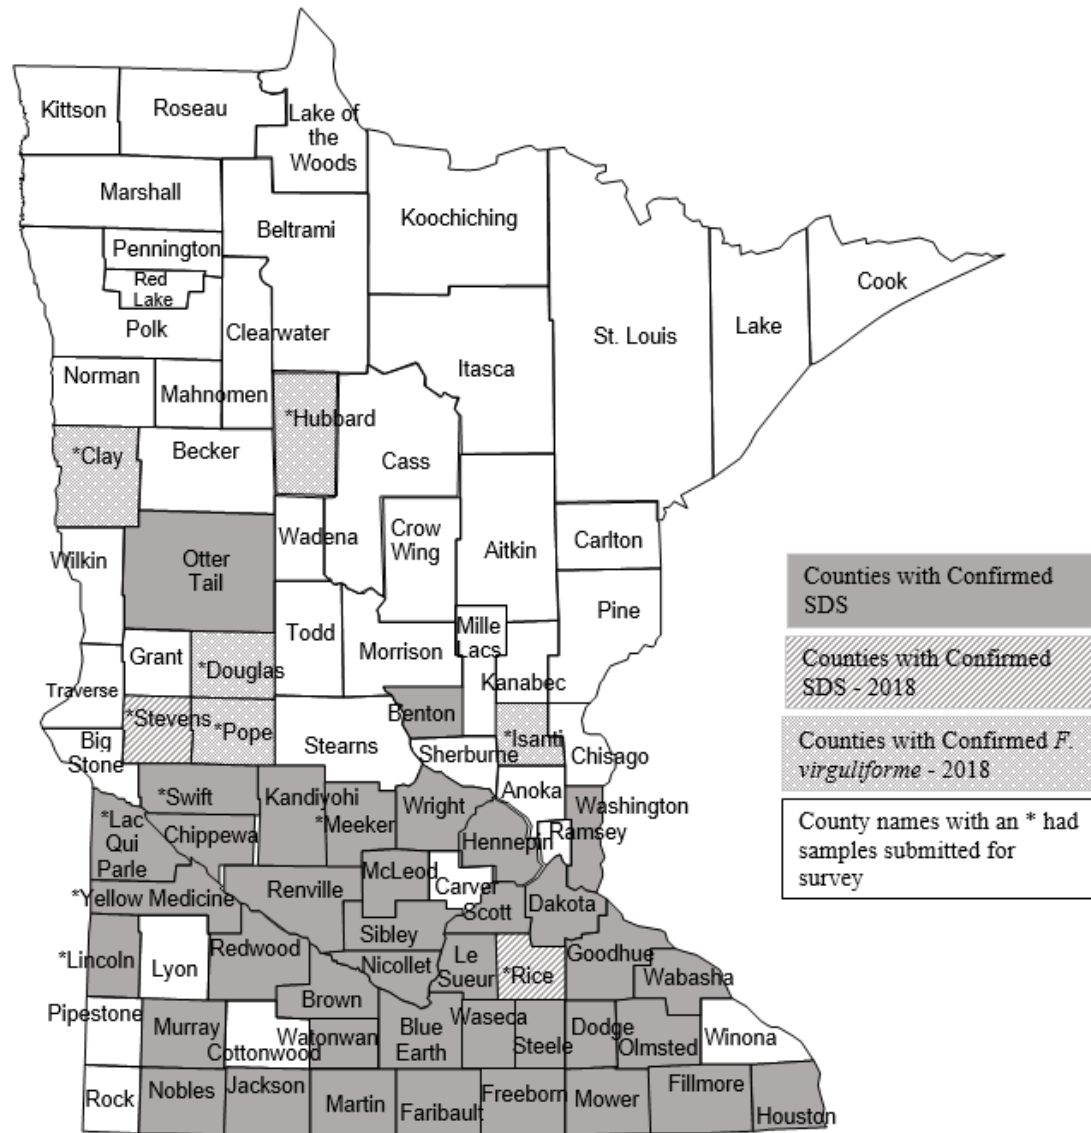 Kittson
Roseau
Lake of
the
Woods
Marshall
Koochiching
Beltrami
Pennington
Red
Lake
Polk
Clearwater
Cook
Lake
St. Louis
Itasca
Norman
Mahnomen
*Hubbard
*Clay
Becker
Cass
Wadena
Crow
Wing
Aitkin
Carlton
Wilkin
Otter
Tail
Pine
Todd
Mille
Lacs
Morrison
Grant
*Douglas
Kanabec
Traverse
*Stevens
*Pope
Benton
*Isanti
Big
Stone
Stearns
Sherburne
Chisago
*Swift
Kandiyohi
*Meeker
Wright
Anoka
Washington
*Lac
Qui
Parle
Chippewa
Hennepin
Ramsey
McLeod
Carver
*Yellow Medicine
Renville
Scott
Dakota
Sibley
*Lincoln
Lyon
Redwood
Nicollet
Le
Sueur
*Rice
Goodhue
Wabasha
Pipestone
Murray
Brown
Cottonwood
Watonwan
Blue
Earth
Waseca
Steele
Dodge
Olmsted
Winona
Rock
Nobles
Jackson
Martin
Faribault
Freeborn
Mower
Fillmore
Houston
Counties with Confirmed
SDS
Counties with Confirmed
SDS - 2018
Counties with Confirmed F.
virguliforme - 2018
County names with an * had
samples submitted for
survey